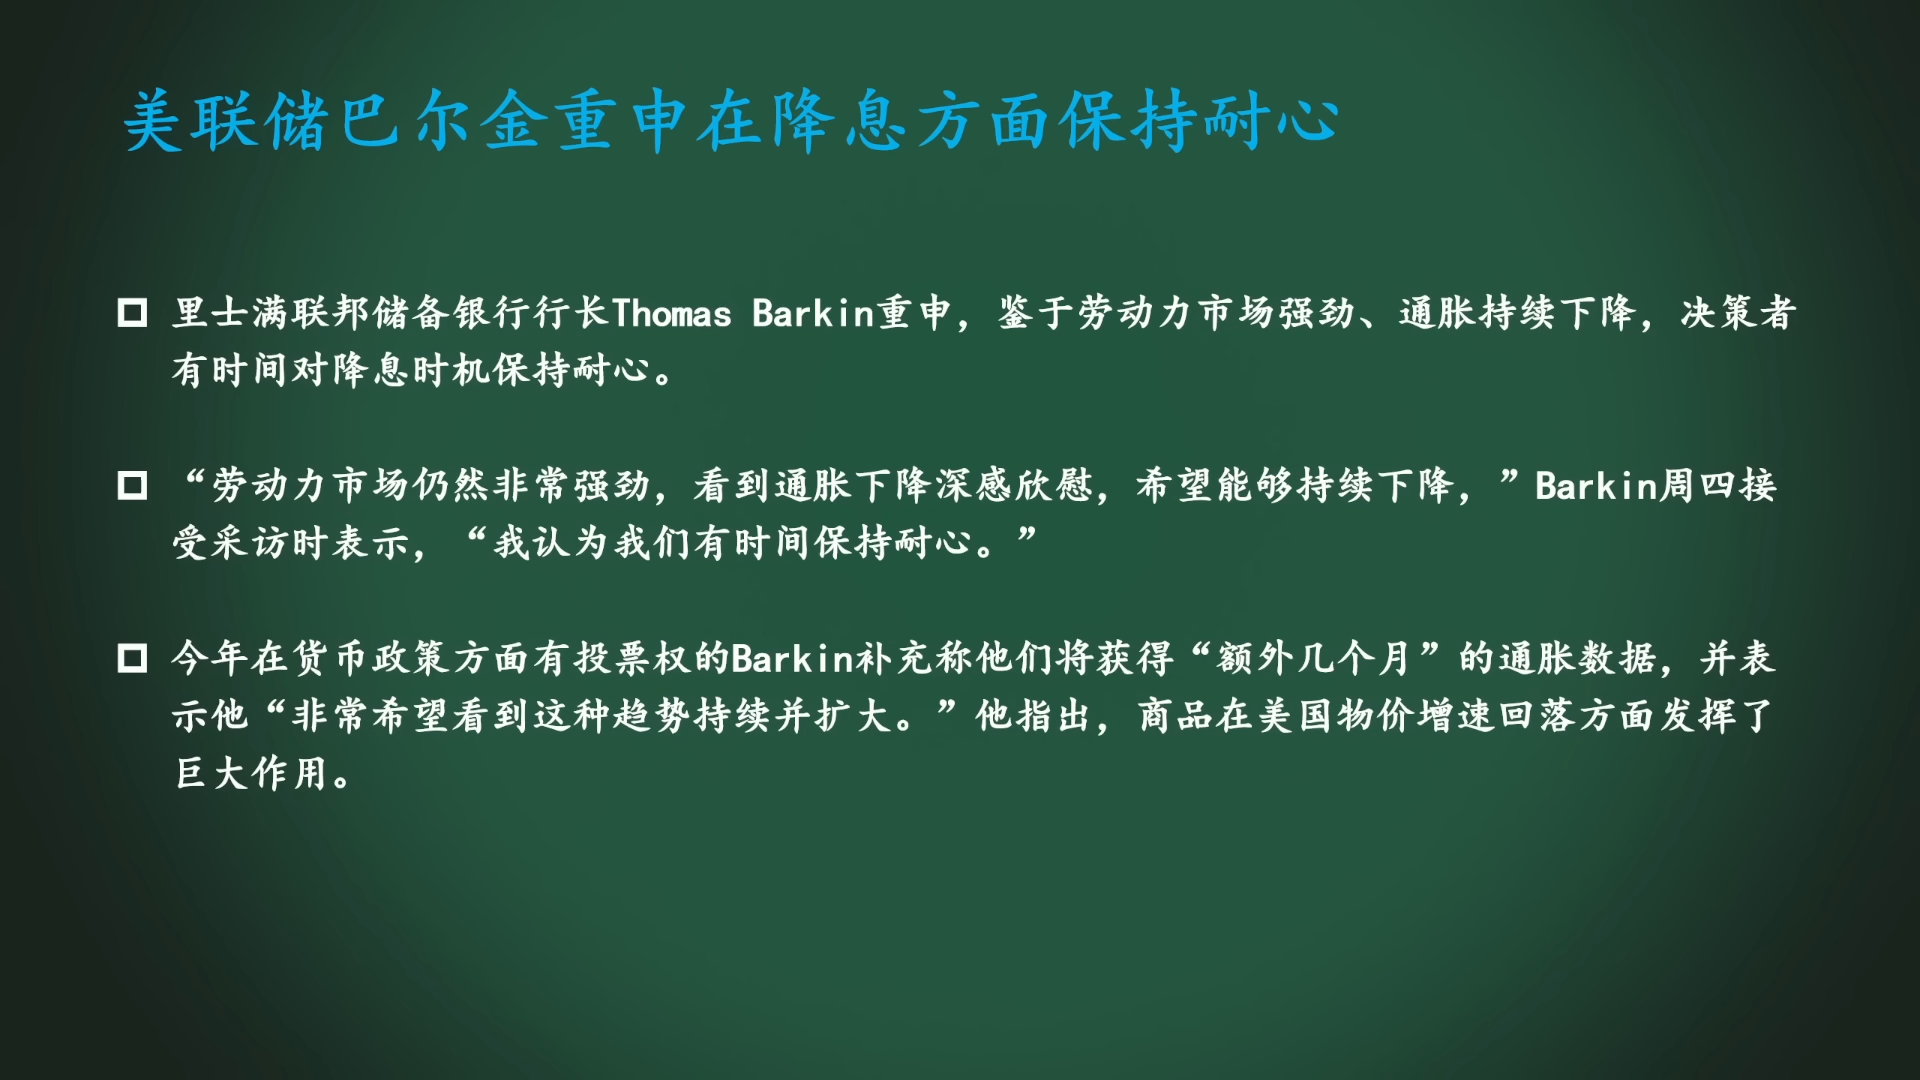 美联储巴尔金重申在降息方面保持耐心
里士满联邦储备银行行长Thomas Barkin重申，鉴于劳动力市场强劲、通胀持续下降，决策者
有时间对降息时机保持耐心。
“劳动力市场仍然非常强劲，看到通胀下降深感欣慰，希望能够持续下降，”Barkin周四接
受采访时表示，“我认为我们有时间保持耐心。”
今年在货币政策方面有投票权的Barkin补充称他们将获得“额外几个月”的通胀数据，并表
示他“非常希望看到这种趋势持续并扩大。”他指出，商品在美国物价增速回落方面发挥了
巨大作用。